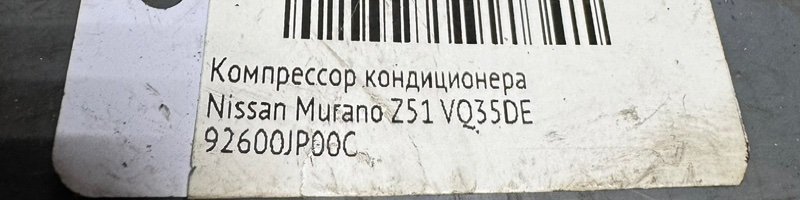 Компрессор кондиционера
Nissan Murano Z51 VQ35DE
92600JP00C